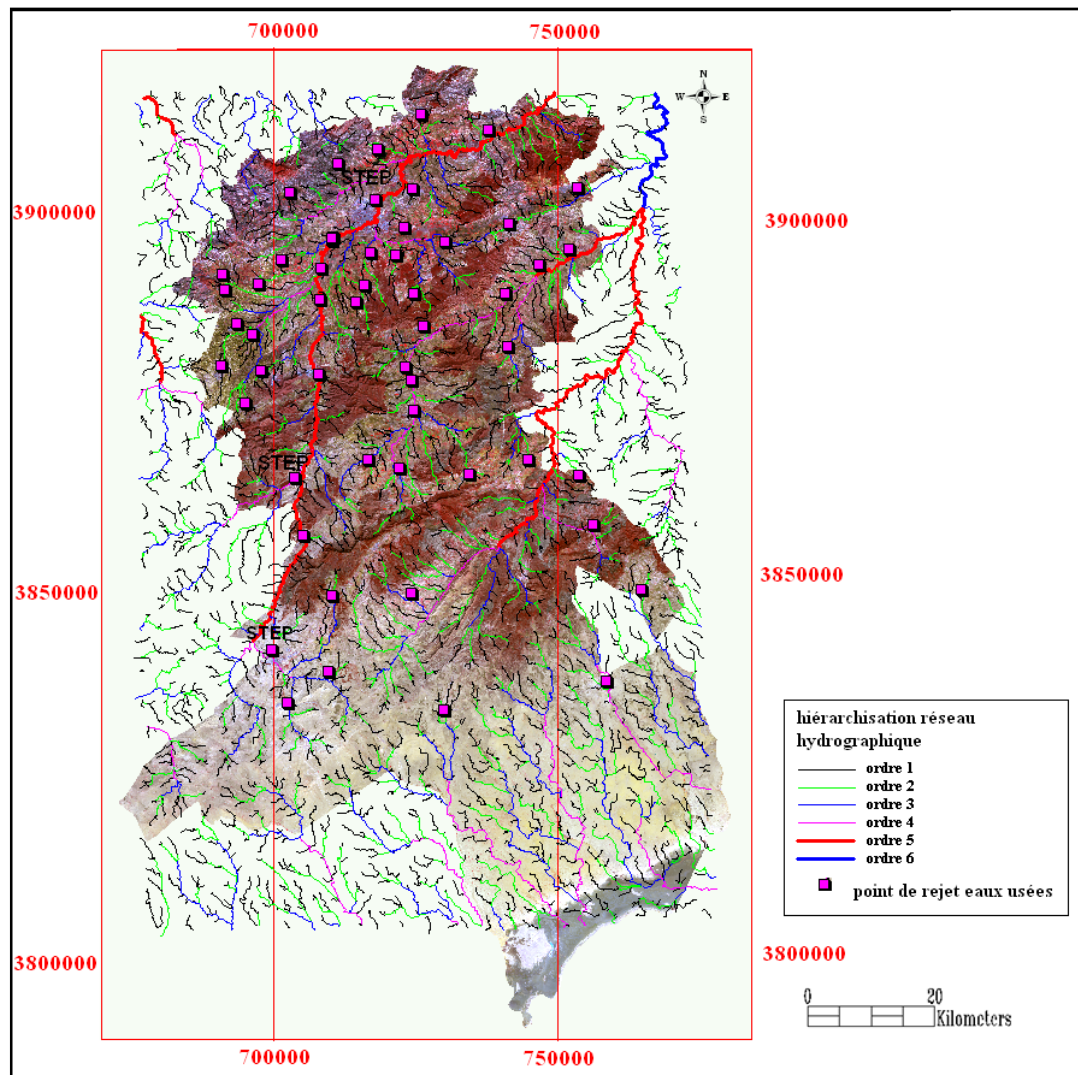 700000
750000
N
W E
S
STEP
3900000
3900000
STEP
3850000
3850000
STEP
hiérarchisation réseau
hydrographique
ordre 1
ordre 2
ordre 3
ordre 4
ordre 5
ordre 6
point de rejet eaux usées
3800000
3800000
0 20
Kilometers
700000
750000